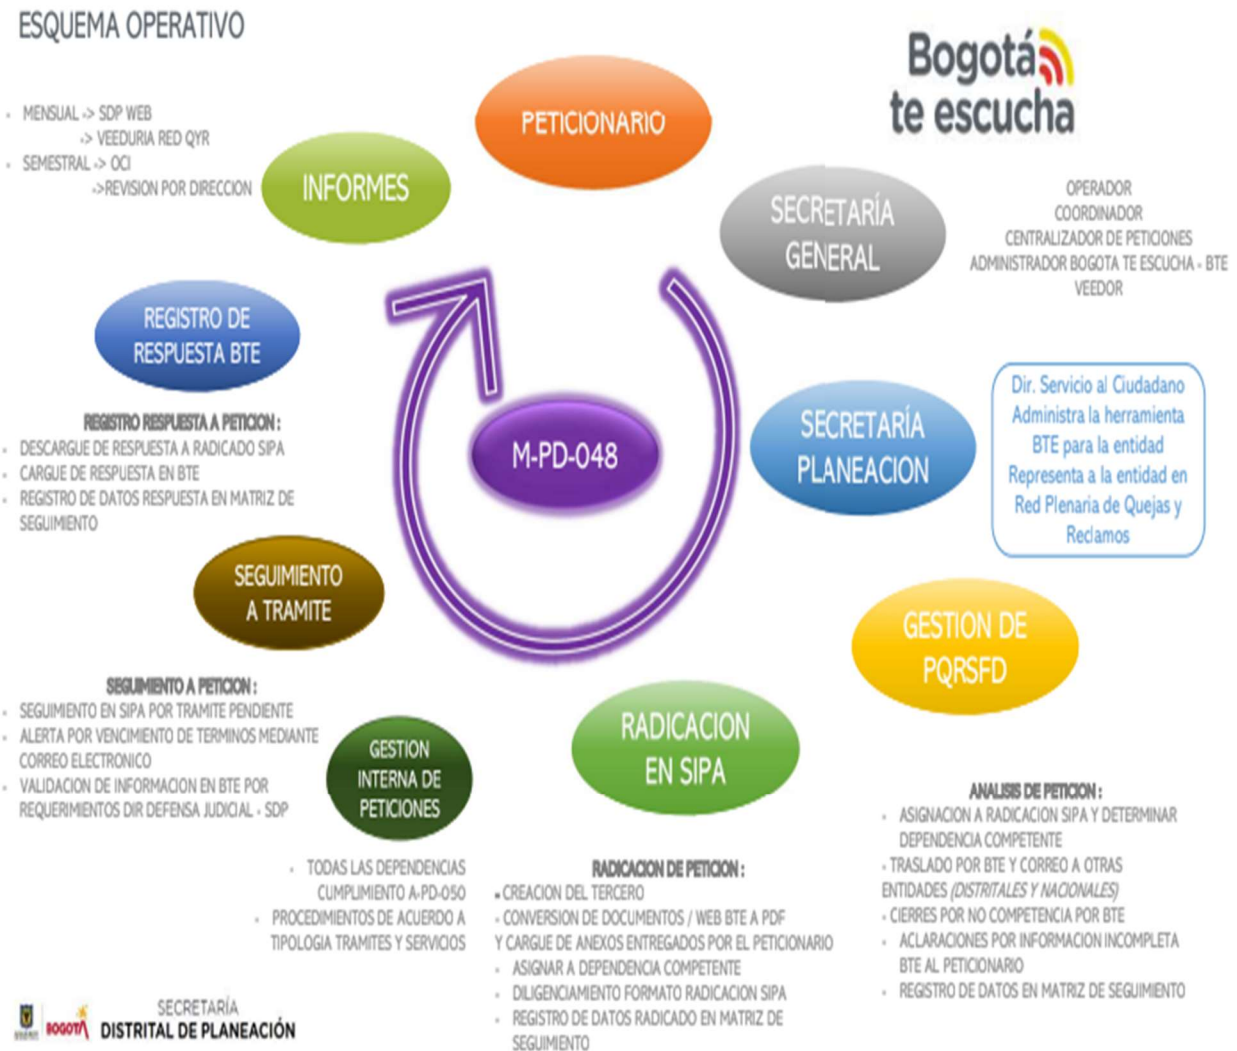 ESQUEMA OPERATIVO
Bogotá
te escucha
PETICIONARIO
- MENSUAL -> SDP WEB
-> VEEDURIA RED QYR
- SEMESTRAL -> OCI
->REVISION POR DIRECCION
INFORMES
SECRETARÍA
GENERAL
OPERADOR
COORDINADOR
CENTRALIZADOR DE PETICIONES
ADMINISTRADOR BOGOTA TE ESCUCHA - BTE
VEEDOR
REGISTRO DE
RESPUESTA BTE
REGISTRO RESPUESTA A PETICION :
- DESCARGUE DE RESPUESTA A RADICADO SIPA
- CARGUE DE RESPUESTA EN BTE
- REGISTRO DE DATOS RESPUESTA EN MATRIZ DE
SEGUIMIENTO
M-PD-048
SECRETARÍA
PLANEACION
Dir. Servicio al Ciudadano
Administra la herramienta
BTE para la entidad
Representa a la entidad en
Red Plenaria de Quejas y
Reclamos
SEGUIMIENTO
A TRAMITE
SEGUIMIENTO A PETICION :
- SEGUIMIENTO EN SIPA POR TRAMITE PENDIENTE
- ALERTA POR VENCIMIENTO DE TERMINOS MEDIANTE
CORREO ELECTRONICO
- VALIDACION DE INFORMACION EN BTE POR
REQUERIMIENTOS DIR DEFENSA JUDICIAL - SDP
GESTION DE
PQRSFD
ANALISIS DE PETICION :
- ASIGNACION A RADICACION SIPA Y DETERMINAR
DEPENDENCIA COMPETENTE
- TRASLADO POR BTE Y CORREO A OTRAS
ENTIDADES (DISTRITALES Y NACIONALES)
- CIERRES POR NO COMPETENCIA POR BTE
- ACLARACIONES POR INFORMACION INCOMPLETA
BTE AL PETICIONARIO
- REGISTRO DE DATOS EN MATRIZ DE SEGUIMIENTO
GESTION
INTERNA DE
PETICIONES
- TODAS LAS DEPENDENCIAS
CUMPLIMIENTO A-PD-050
- PROCEDIMIENTOS DE ACUERDO A
TIPOLOGIA TRAMITES Y SERVICIOS
RADICACION
EN SIPA
RADICACION DE PETICION :
- CREACION DEL TERCERO
- CONVERSION DE DOCUMENTOS / WEB BTE A PDF
Y CARGUE DE ANEXOS ENTREGADOS POR EL PETICIONARIO
- ASIGNAR A DEPENDENCIA COMPETENTE
- DILIGENCIAMIENTO FORMATO RADICACION SIPA
- REGISTRO DE DATOS RADICADO EN MATRIZ DE
SEGUIMIENTO
BOGOTÁ
SECRETARÍA
DISTRITAL DE PLANEACIÓN